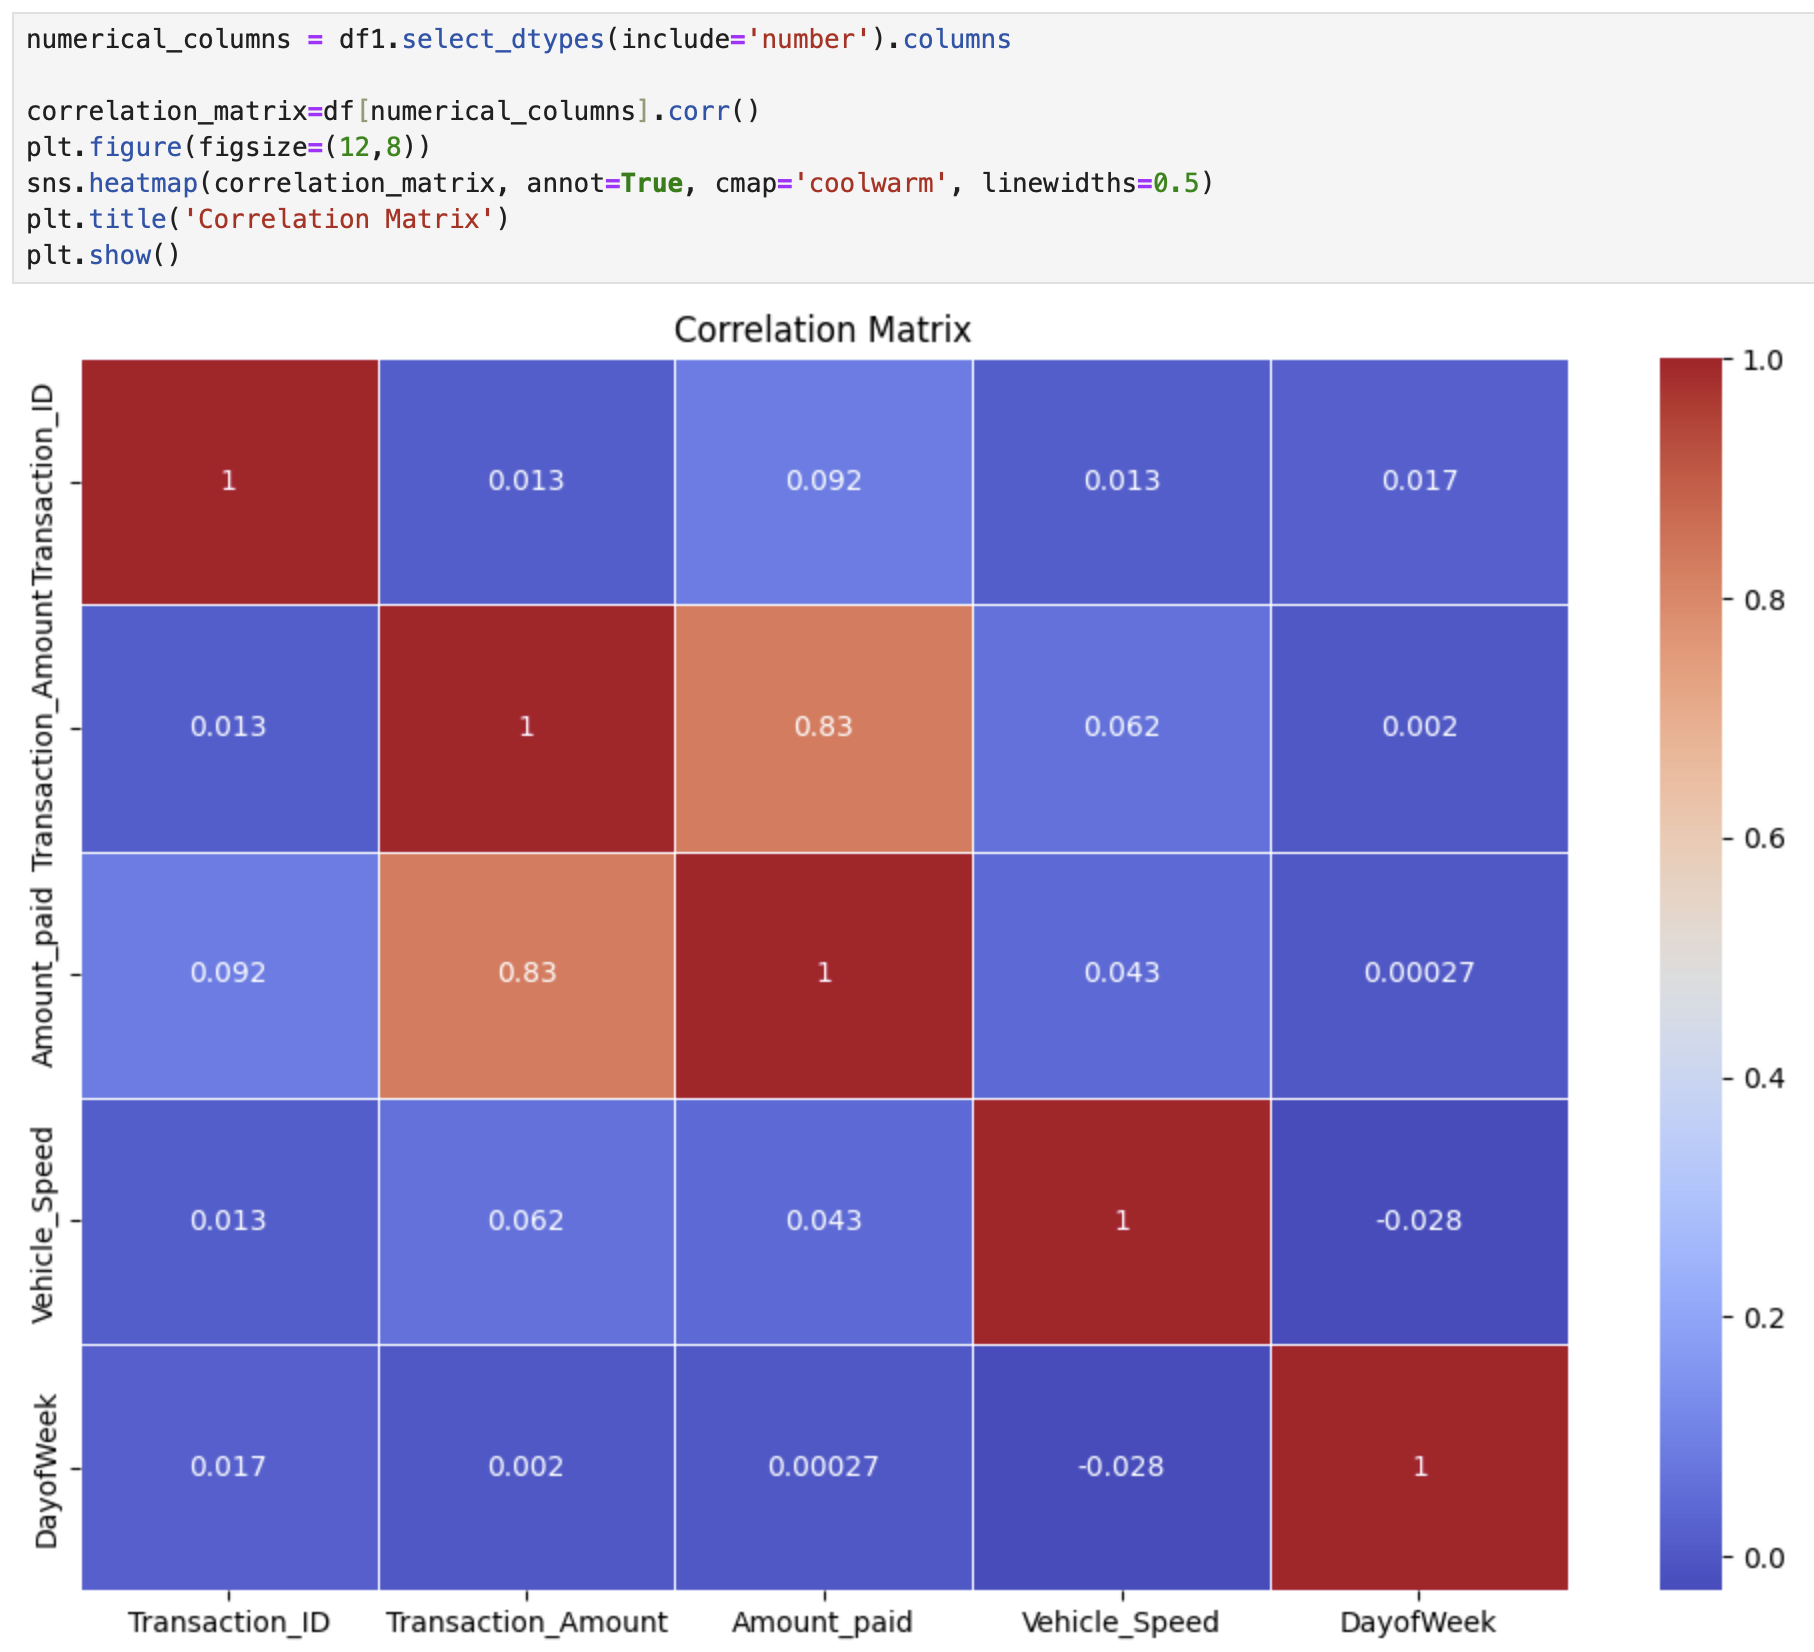 numerical_columns = df1.select_dtypes(include='number').columns
correlation_matrix=df[numerical_columns].corr()
plt.figure(figsize=(12,8))
sns.heatmap(correlation_matrix, annot=True, cmap='coolwarm', linewidths=0.5)
plt.title('Correlation Matrix')
plt.show()
Correlation Matrix
Transaction_ID
1 0.013 0.092 0.013 0.017
Transaction_Amount
0.013 1 0.83 0.062 0.002
Amount_paid
0.092 0.83 1 0.043 0.00027
Vehicle_Speed
0.013 0.062 0.043 1 -0.028
DayofWeek
0.017 0.002 0.00027 -0.028 1
Transaction_ID Transaction_Amount Amount_paid Vehicle_Speed DayofWeek
1.0
0.8
0.6
0.4
0.2
0.0